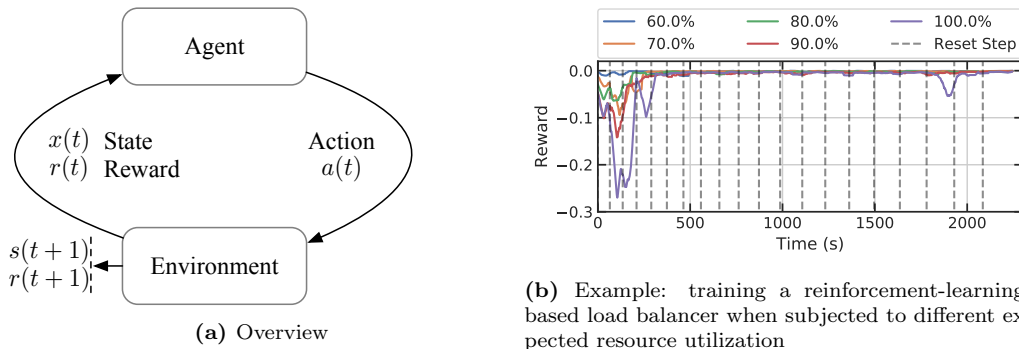 Agent
x(t) State
r(t) Reward
Action
a(t)
s(t + 1)
r(t + 1)
Environment
(a) Overview
60.0% 80.0% 100.0%
70.0% 90.0% Reset Step
0.0
−0.1
−0.2
−0.3
Reward
0 500 1000 1500 2000
Time (s)
(b) Example: training a reinforcement-learning
based load balancer when subjected to different ex
pected resource utilization